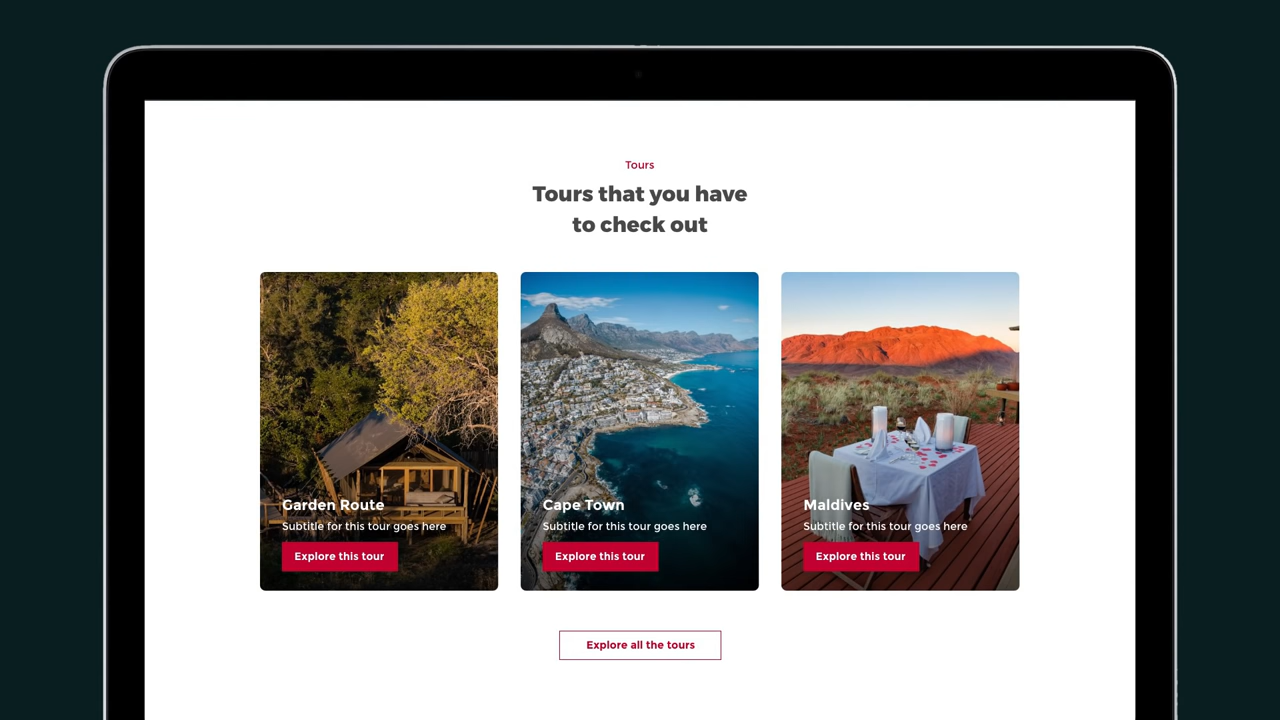 Tours
Tours that you have
to check out
Garden Route
Subtitle for this tour goes here
Explore this tour
Cape Town
Subtitle for this tour goes here
Explore this tour
Maldives
Subtitle for this tour goes here
Explore this tour
Explore all the tours